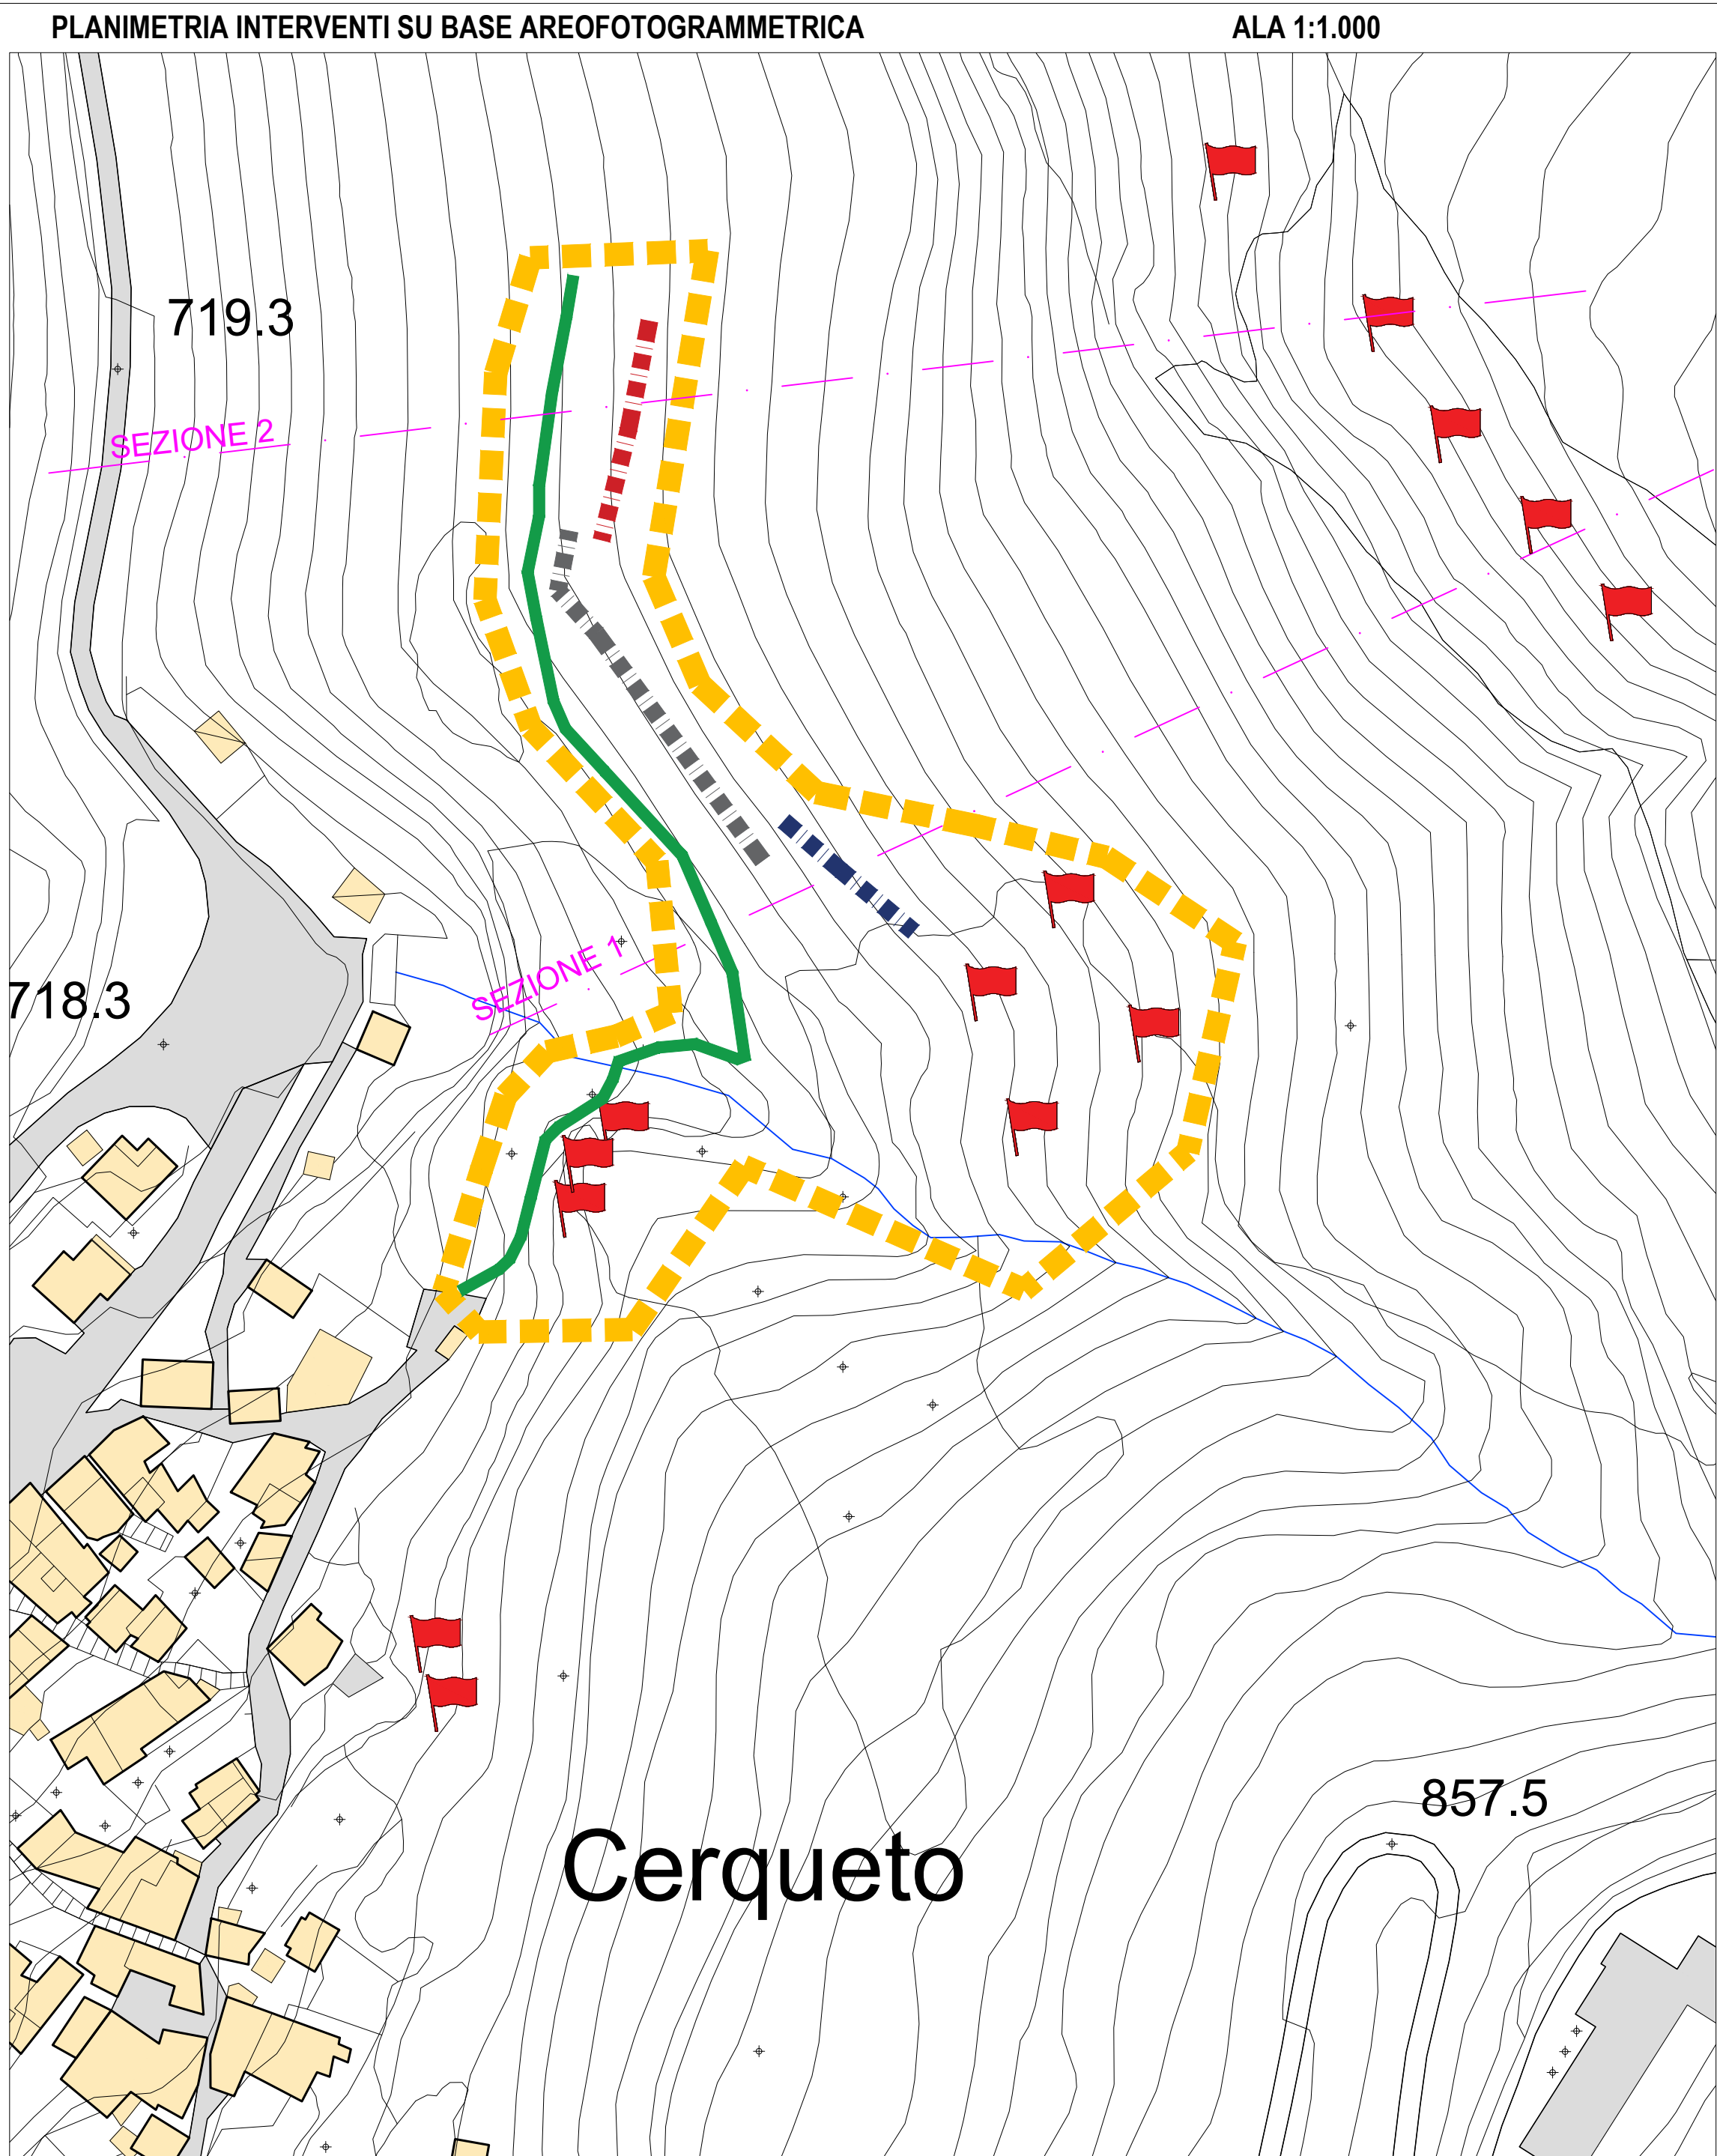 PLANIMETRIA INTERVENTI SU BASE AREOFOTOGRAMMETRICA ALA 1:1.000
719.3
SEZIONE 2
718.3
SEZIONE 1
857.5
Cerqueto